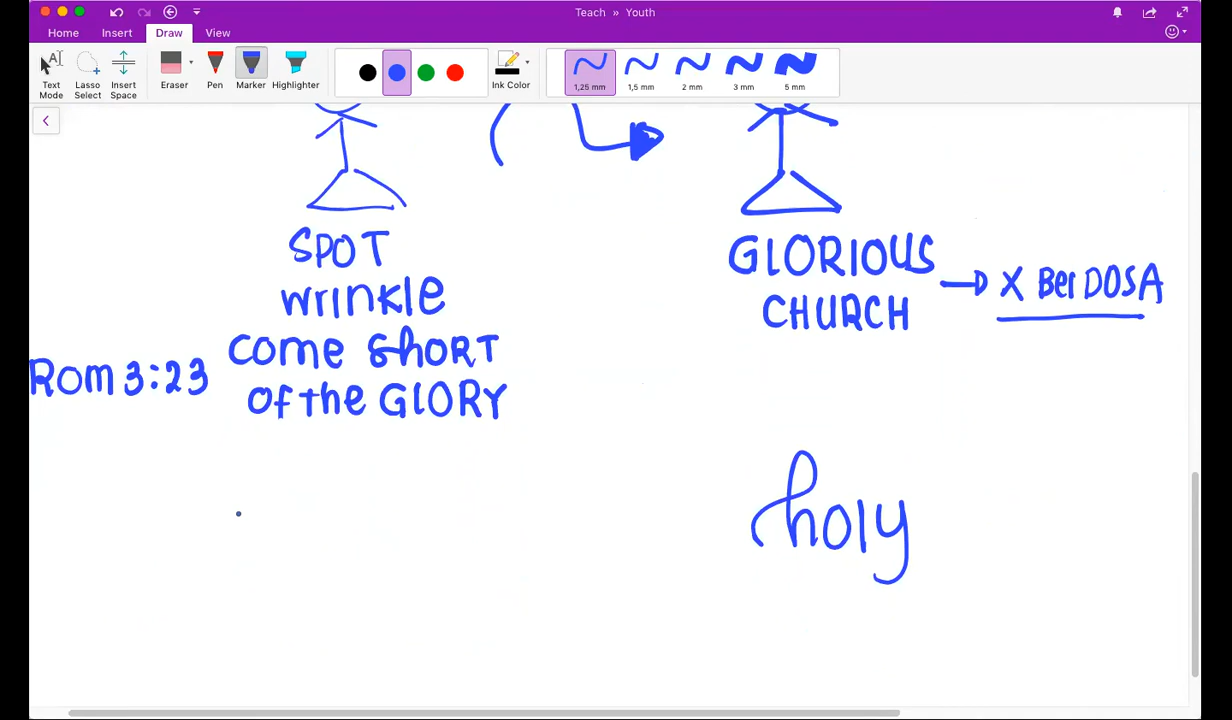 Teach » Youth
Home Insert Draw View
Text Mode
Lasso Select
Insert Space
Eraser
Pen
Marker
Highlighter
Ink Color
1,25 mm
1,5 mm
2 mm
3 mm
5 mm
SPOT
wrinkle
come short
of the GLORY
Rom 3:23
GLORIOUS
CHURCH
X Ber DOSA
holy